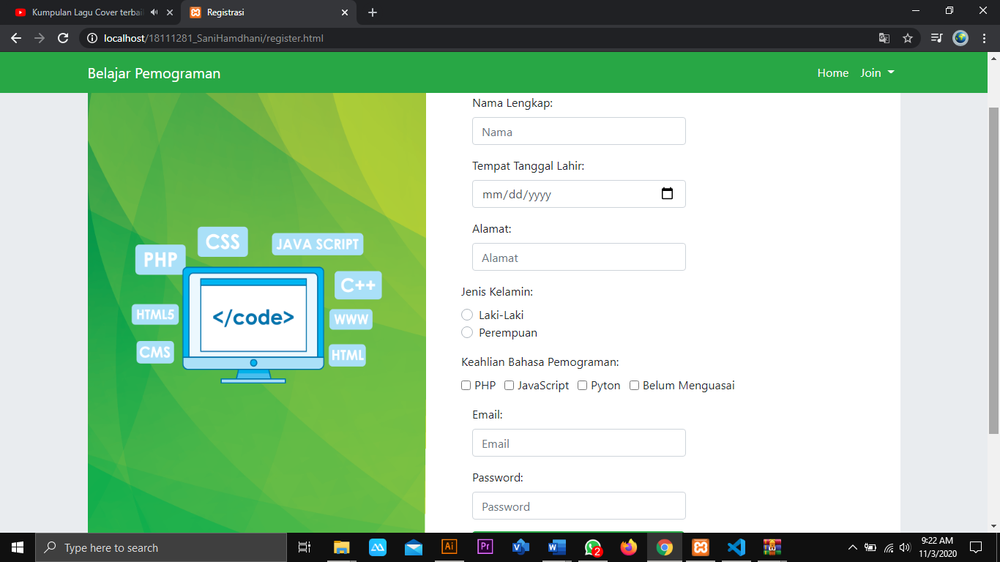 Kumpulan Lagu Cover terbai
Registrasi
localhost/18111281_SaniHamdhani/register.html
Belajar Pemograman
Home
Join
Nama Lengkap:
Nama
Tempat Tanggal Lahir:
mm/dd/yyyy
Alamat:
Alamat
Jenis Kelamin:
Laki-Laki
Perempuan
Keahlian Bahasa Pemograman:
PHP JavaScript Pyton Belum Menguasai
Email:
Email
Password:
Password
CSS
JAVA SCRIPT
PHP
C++
HTML5
</code>
WWW
CMS
HTML
Type here to search
Ai
Pr
2
9:22 AM
11/3/2020